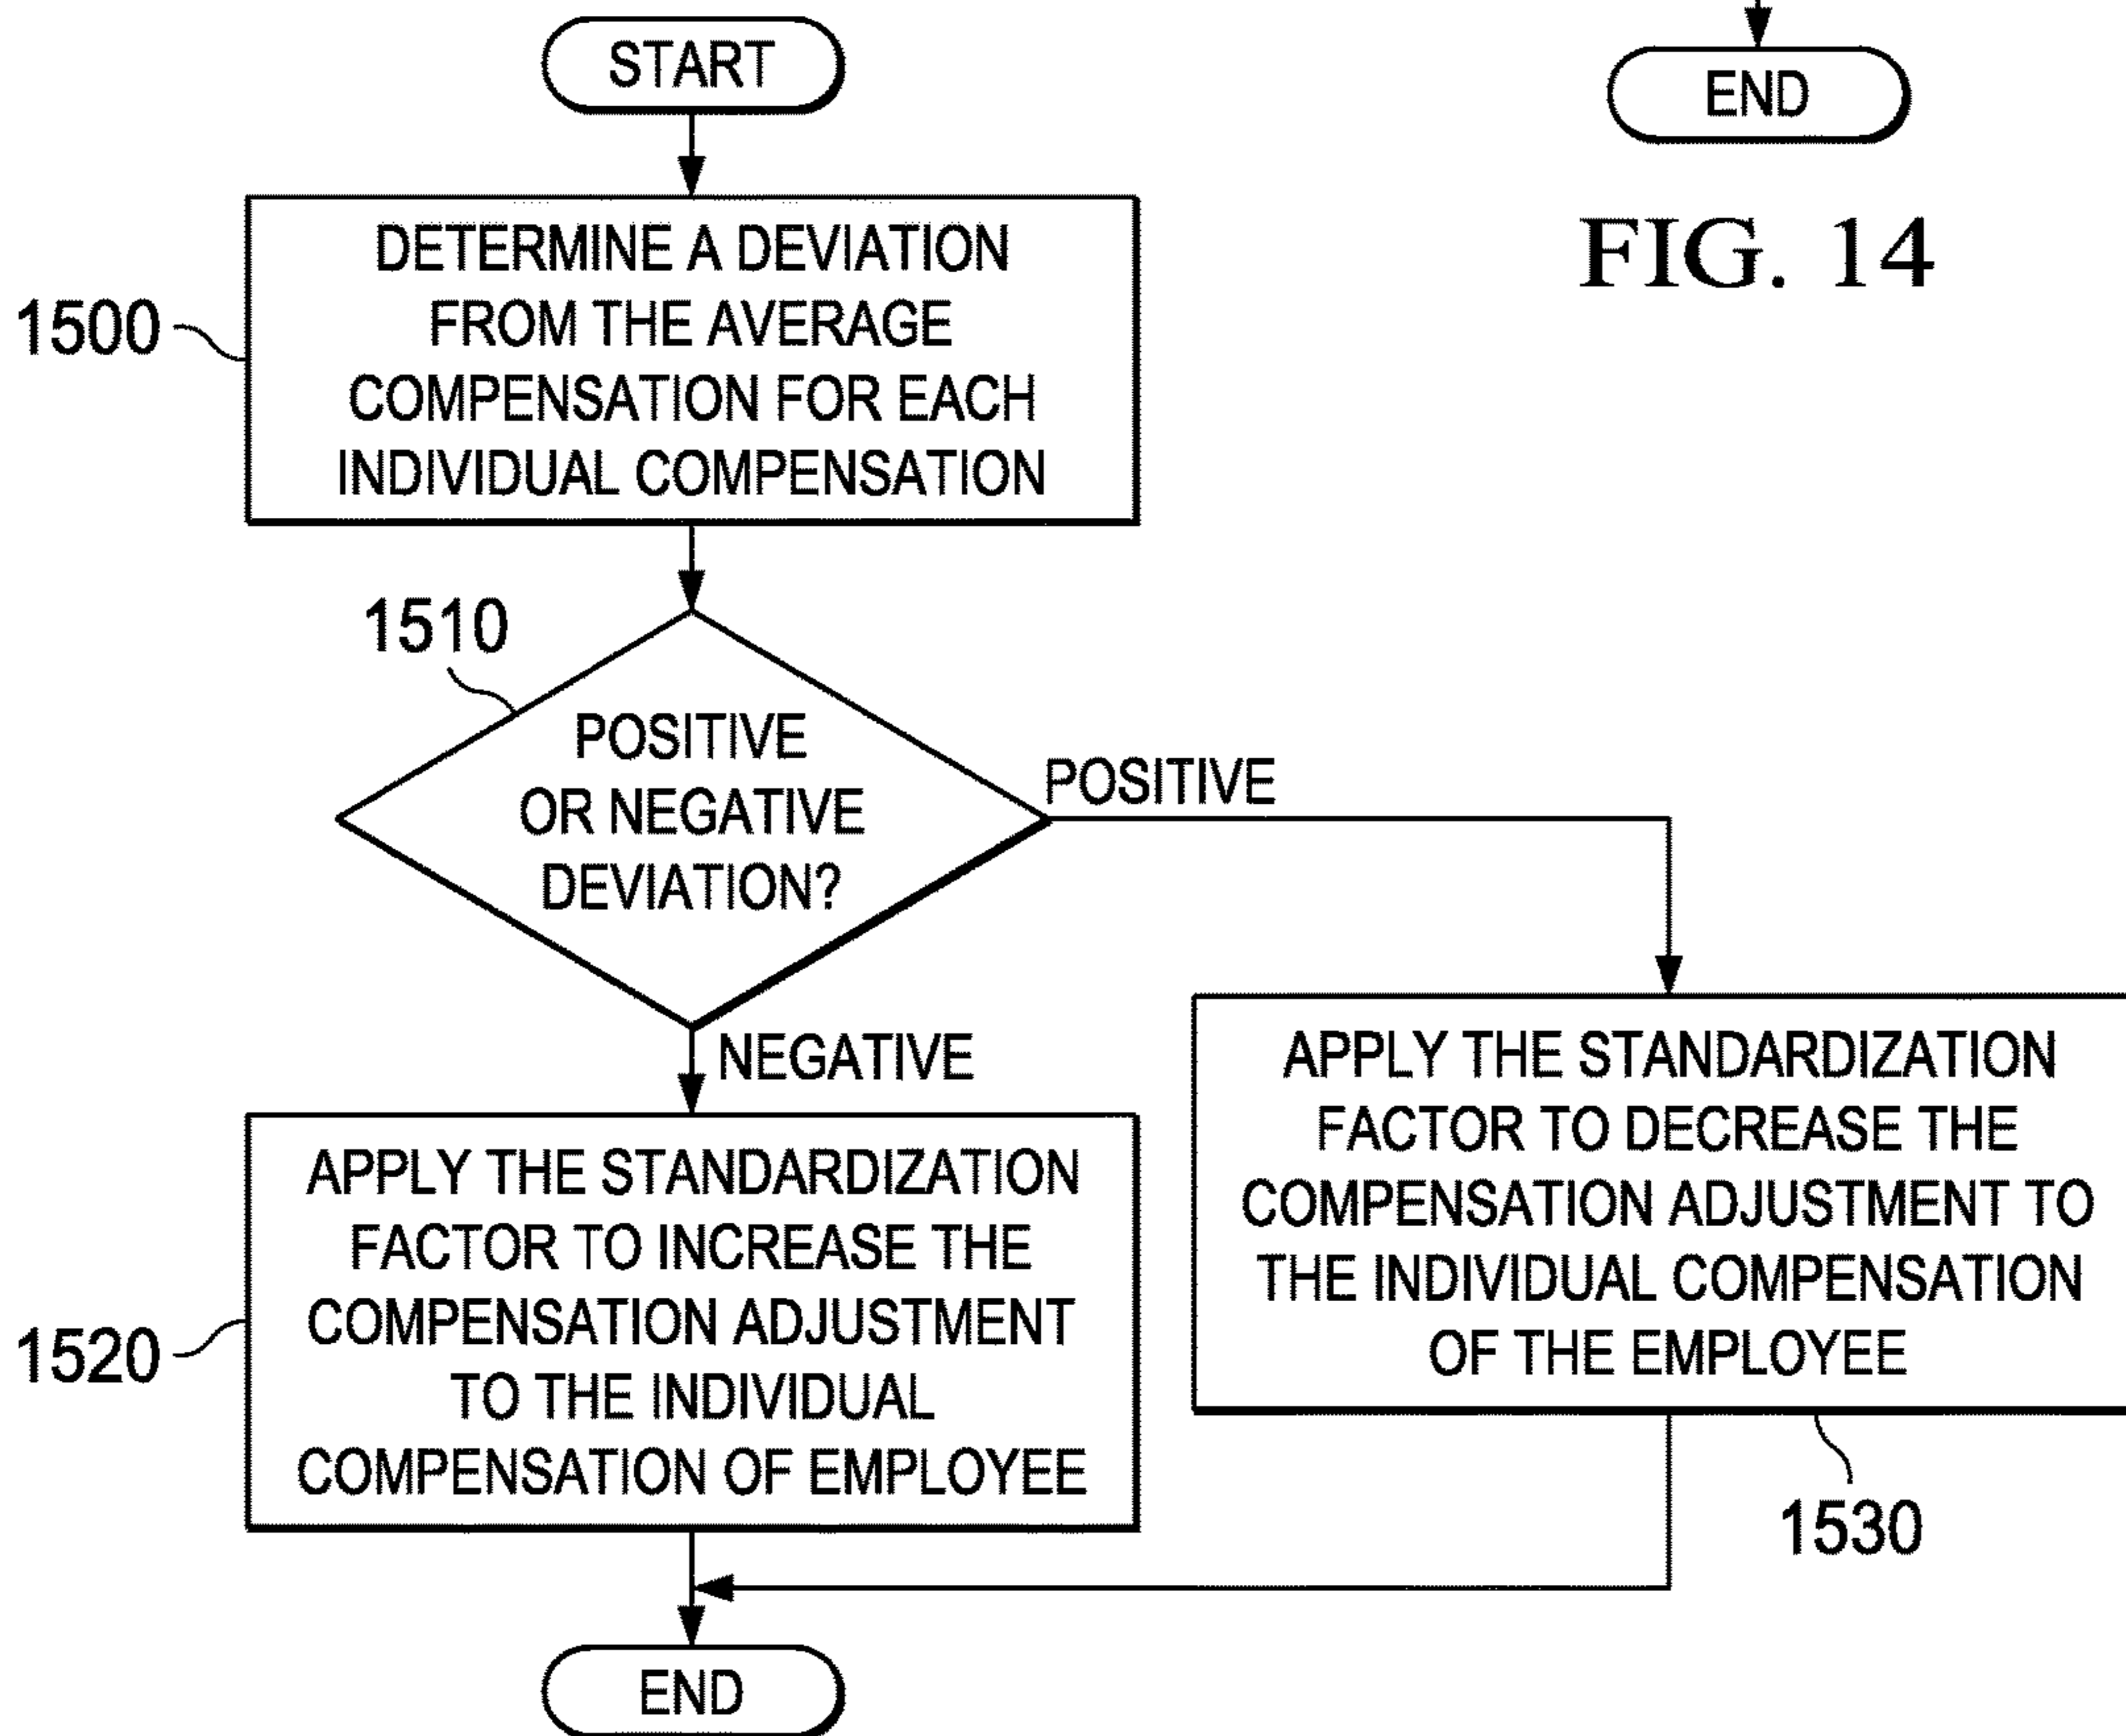 START
1500
DETERMINE A DEVIATION
FROM THE AVERAGE
COMPENSATION FOR EACH
INDIVIDUAL COMPENSATION
1510
POSITIVE
OR NEGATIVE
DEVIATION?
POSITIVE
NEGATIVE
1520
APPLY THE STANDARDIZATION
FACTOR TO INCREASE THE
COMPENSATION ADJUSTMENT
TO THE INDIVIDUAL
COMPENSATION OF EMPLOYEE
APPLY THE STANDARDIZATION
FACTOR TO DECREASE THE
COMPENSATION ADJUSTMENT TO
THE INDIVIDUAL COMPENSATION
OF THE EMPLOYEE
1530
END
END
FIG. 14